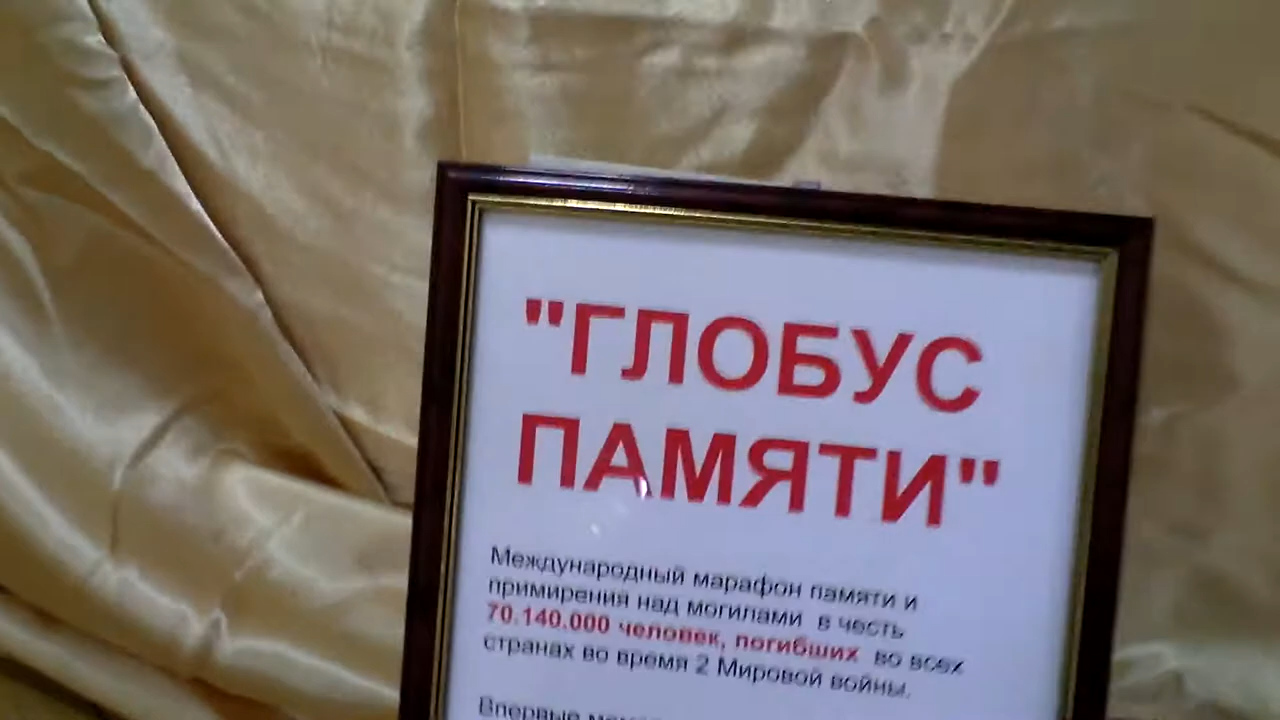 "ГЛОБУС
ПАМЯТИ"
Международный марафон памяти и
примирения над могилами в честь
70.140.000 человек, погибших во всех
странах во время 2 Мировой войны.
Впервые